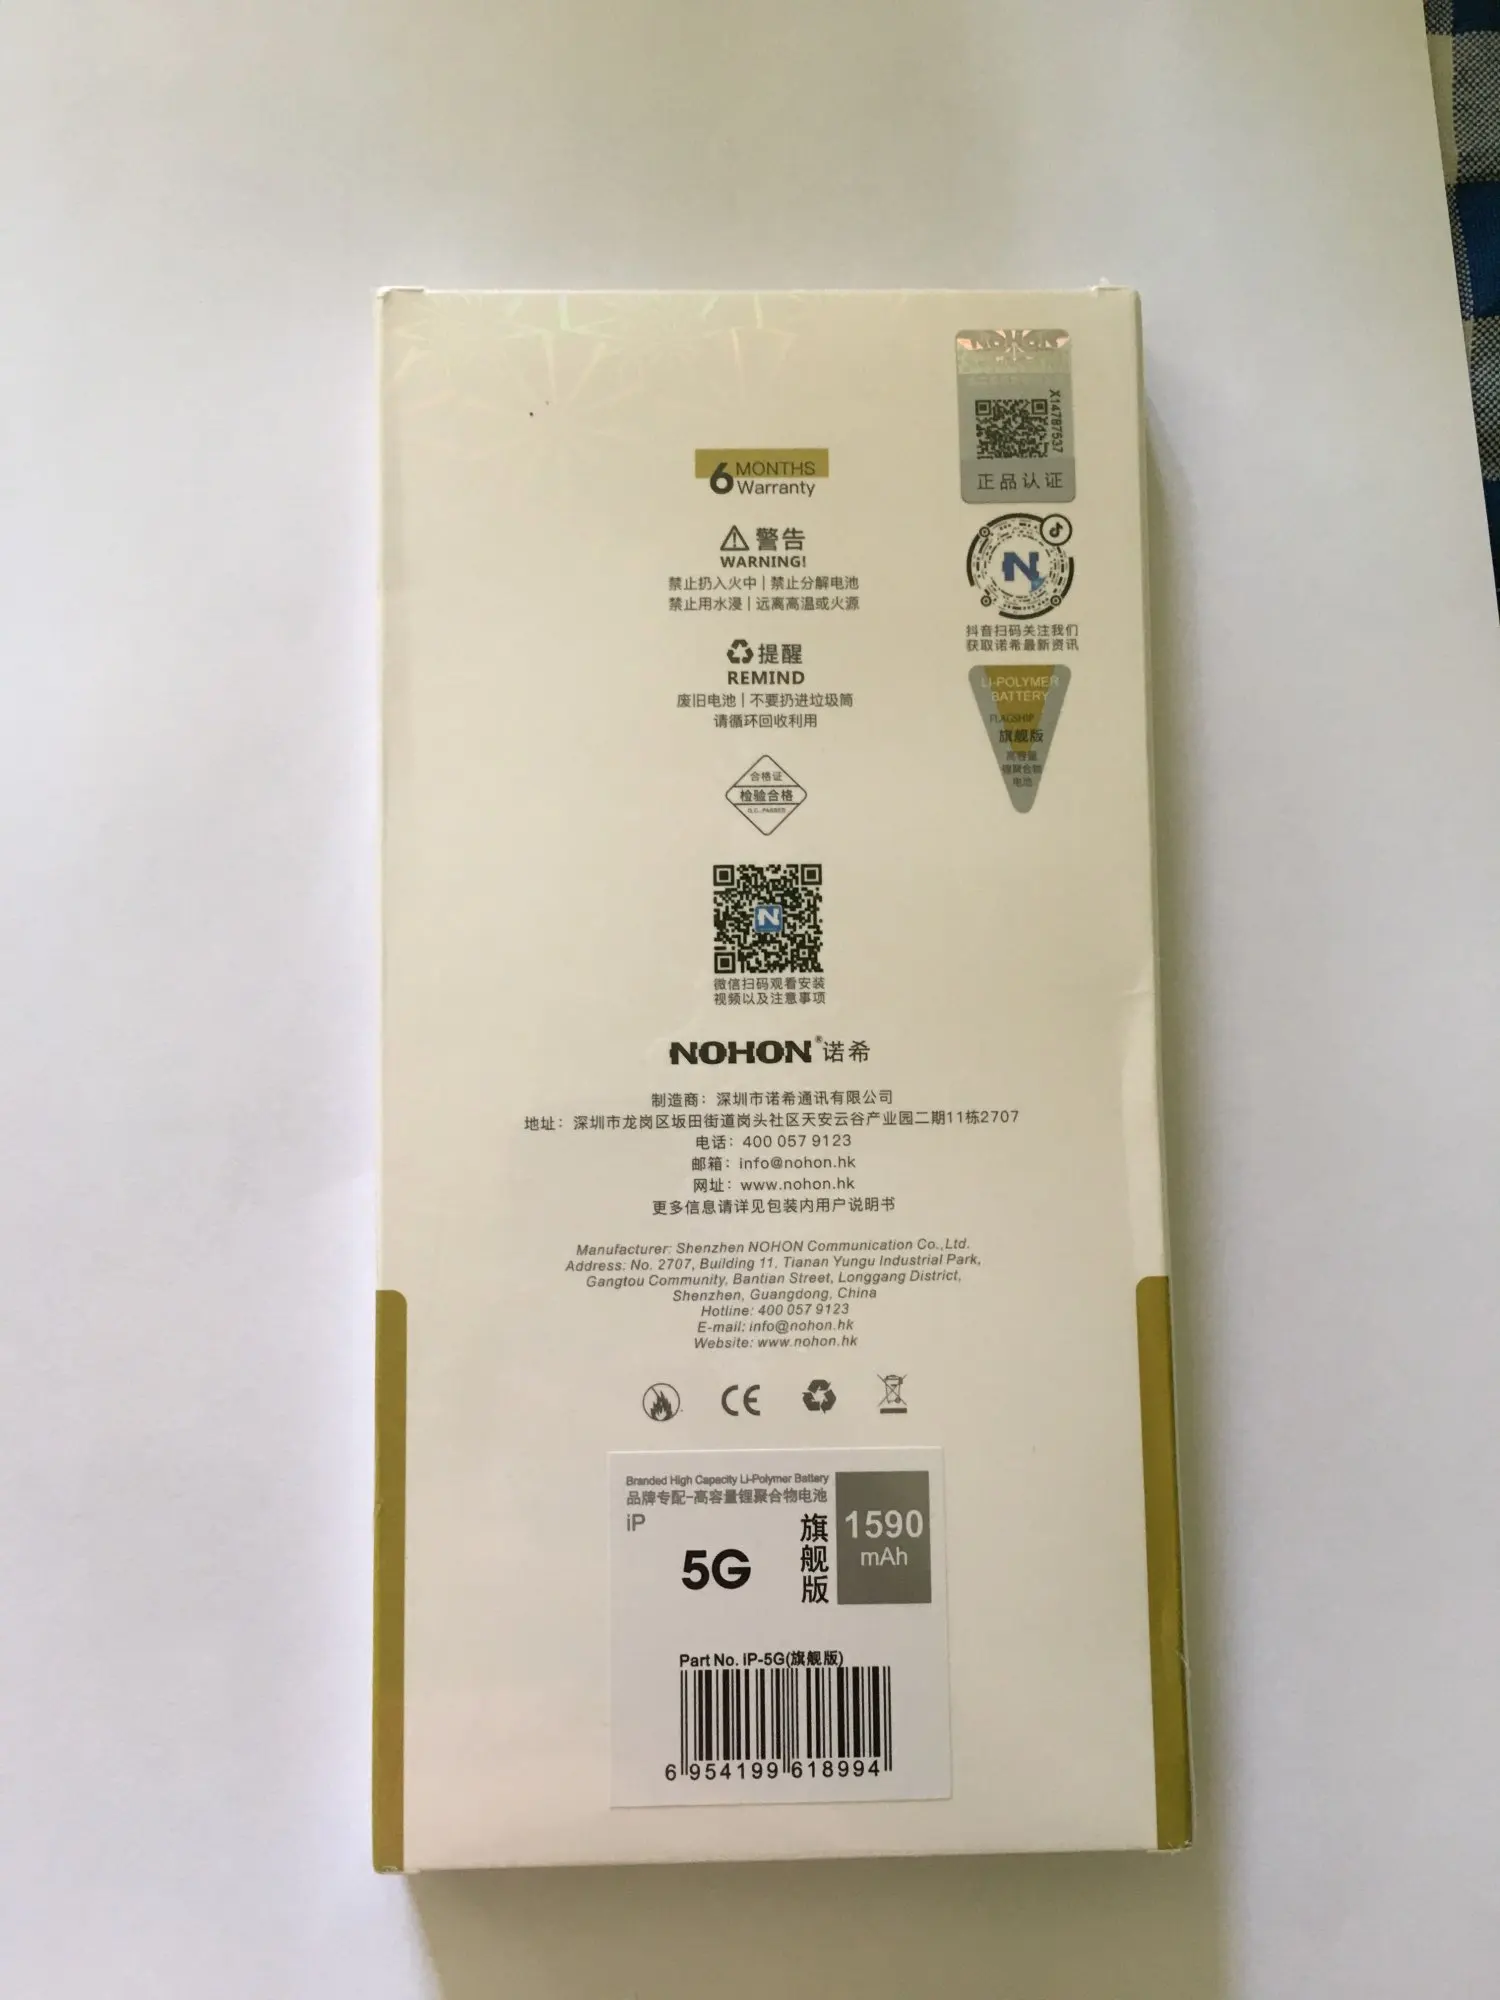 NOHON
X14787537
正品认证
6 MONTHS
Warranty
警告
WARNING!
禁止扔入火中 | 禁止分解电池
禁止用水浸 | 远离高温或火源
N
抖音扫码关注我们
获取诺希最新资讯
提醒
REMIND
废旧电池 | 不要扔进垃圾筒
请循环回收利用
LI-POLYMER
BATTERY
FLAGSHIP
旗舰版
高容量
锂聚合物
电池
合格证
检验合格
Q.C. PASSED
N
微信扫码观看安装
视频以及注意事项
NOHON®诺希
制造商：深圳市诺希通讯有限公司
地址：深圳市龙岗区坂田街道岗头社区天安云谷产业园二期11栋2707
电话：400 057 9123
邮箱：info@nohon.hk
网址：www.nohon.hk
更多信息请详见包装内用户说明书
Manufacturer: Shenzhen NOHON Communication Co.,Ltd.
Address: No. 2707, Building 11, Tianan Yungu Industrial Park,
Gangtou Community, Bantian Street, Longgang District,
Shenzhen, Guangdong, China
Hotline: 400 057 9123
E-mail: info@nohon.hk
Website: www.nohon.hk
CE
Branded High Capacity Li-Polymer Battery
品牌专配-高容量锂聚合物电池
iP
5G
旗舰版
1590
mAh
Part No. iP-5G(旗舰版)
6 954199 618994